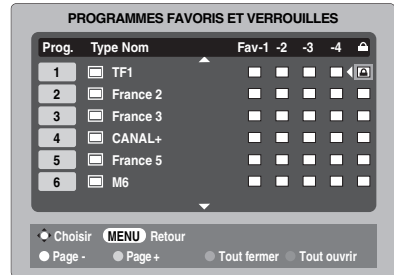 PROGRAMMES FAVORIS ET VERROUILLES
Prog. Type Nom Fav-1 -2 -3 -4
1 TF1
2 France 2
3 France 3
4 CANAL+
5 France 5
6 M6
Choisir MENU Retour
Page - Page + Tout fermer Tout ouvrir